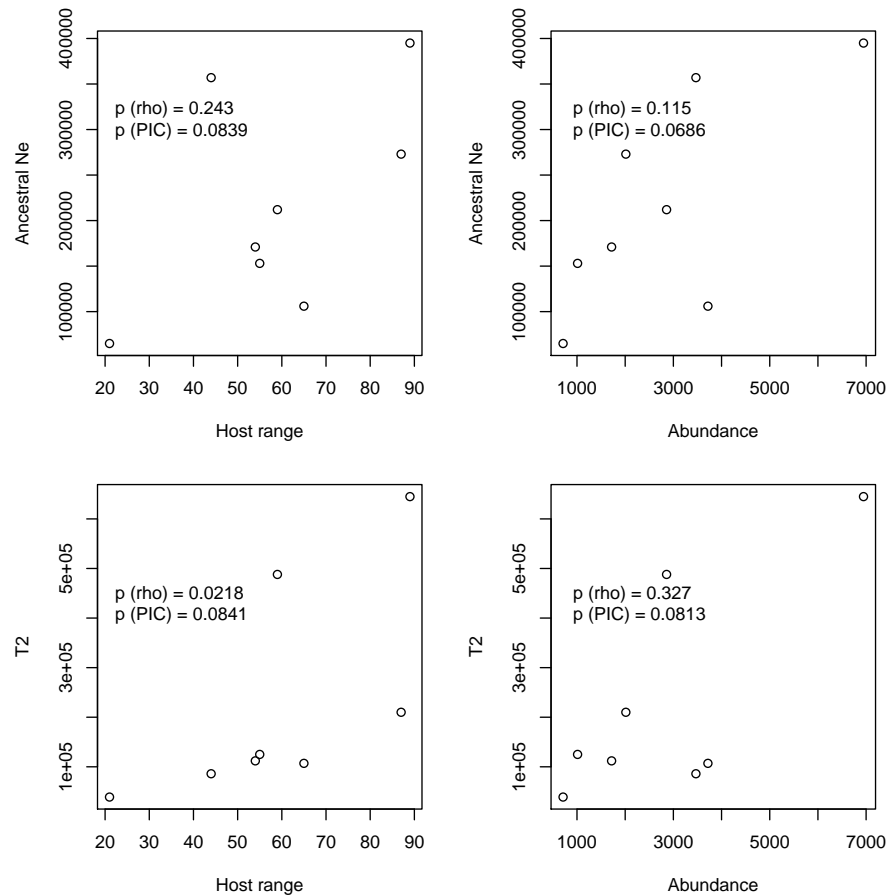 Ancestral Ne
400000
300000
200000
100000
p (rho) = 0.243
p (PIC) = 0.0839
20 30 40 50 60 70 80 90
Host range
Ancestral Ne
400000
300000
200000
100000
p (rho) = 0.115
p (PIC) = 0.0686
1000 3000 5000 7000
Abundance
T2
5e+05
3e+05
1e+05
p (rho) = 0.0218
p (PIC) = 0.0841
20 30 40 50 60 70 80 90
Host range
T2
5e+05
3e+05
1e+05
p (rho) = 0.327
p (PIC) = 0.0813
1000 3000 5000 7000
Abundance